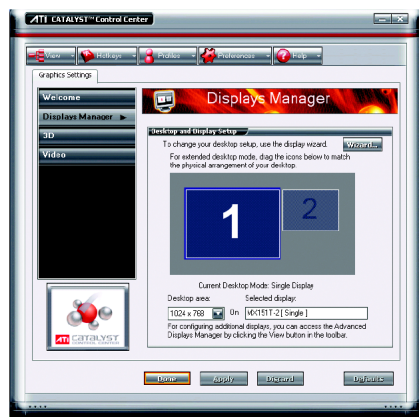 ATI CATALYST™ Control Center
View Hotkeys Profiles Preferences Help
Graphics Settings
Welcome
Displays Manager
3D
Video
Displays Manager
Desktop and Display Setup
To change your desktop setup, use the display wizard.
Wizard...
For extended desktop mode, drag the icons below to match
the physical arrangement of your desktop.
1
2
Current Desktop Mode: Single Display
Desktop area:
Selected display:
1024 x 768
On
MX151T-2 [ Single ]
For configuring additional displays, you can access the Advanced
Displays Manager by clicking the View button in the toolbar.
ATI CATALYST
CONTROL CENTER
Done
Apply
Discard
Defaults